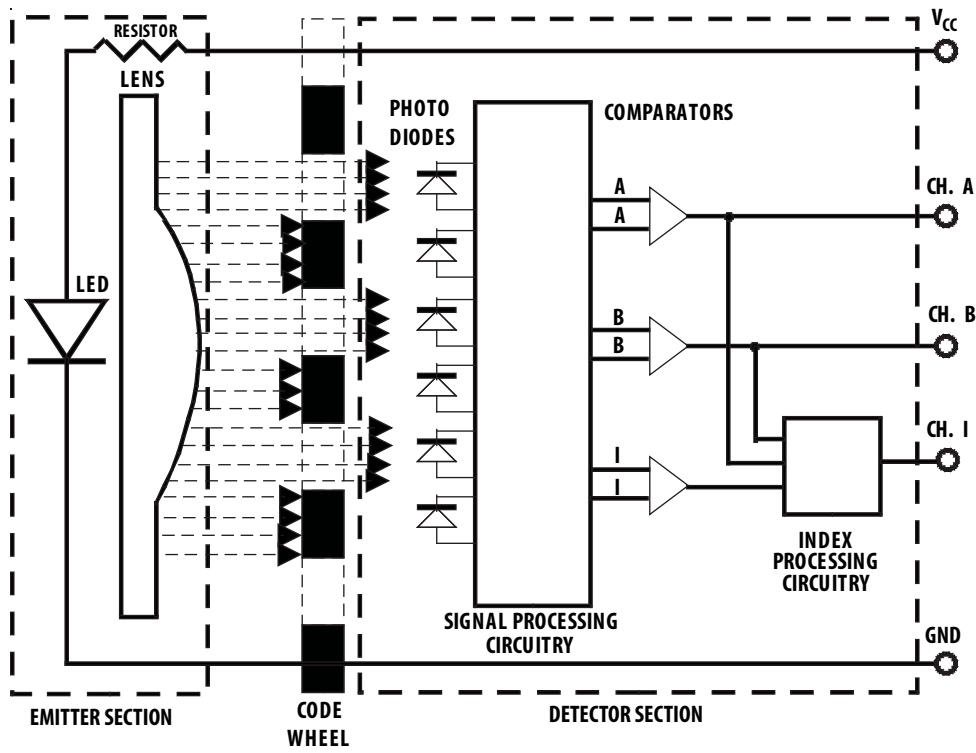 RESISTOR
V_CC
LENS
PHOTO
DIODES
COMPARATORS
A
A
CH. A
LED
B
B
CH. B
I
I
CH. I
INDEX
PROCESSING
CIRCUITRY
SIGNAL PROCESSING
CIRCUITRY
GND
EMITTER SECTION
CODE
WHEEL
DETECTOR SECTION